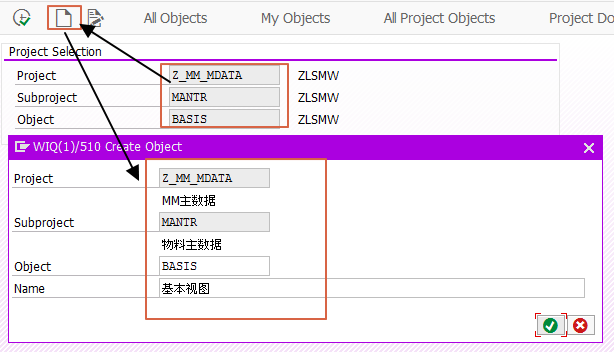 All Objects My Objects All Project Objects Project Do
Project Selection
Project Z_MM_MDATA ZLSMW
Subproject MANTR ZLSMW
Object BASIS ZLSMW
WIQ(1)/510 Create Object
Project Z_MM_MDATA
MM主数据
Subproject MANTR
物料主数据
Object BASIS
Name 基本视图